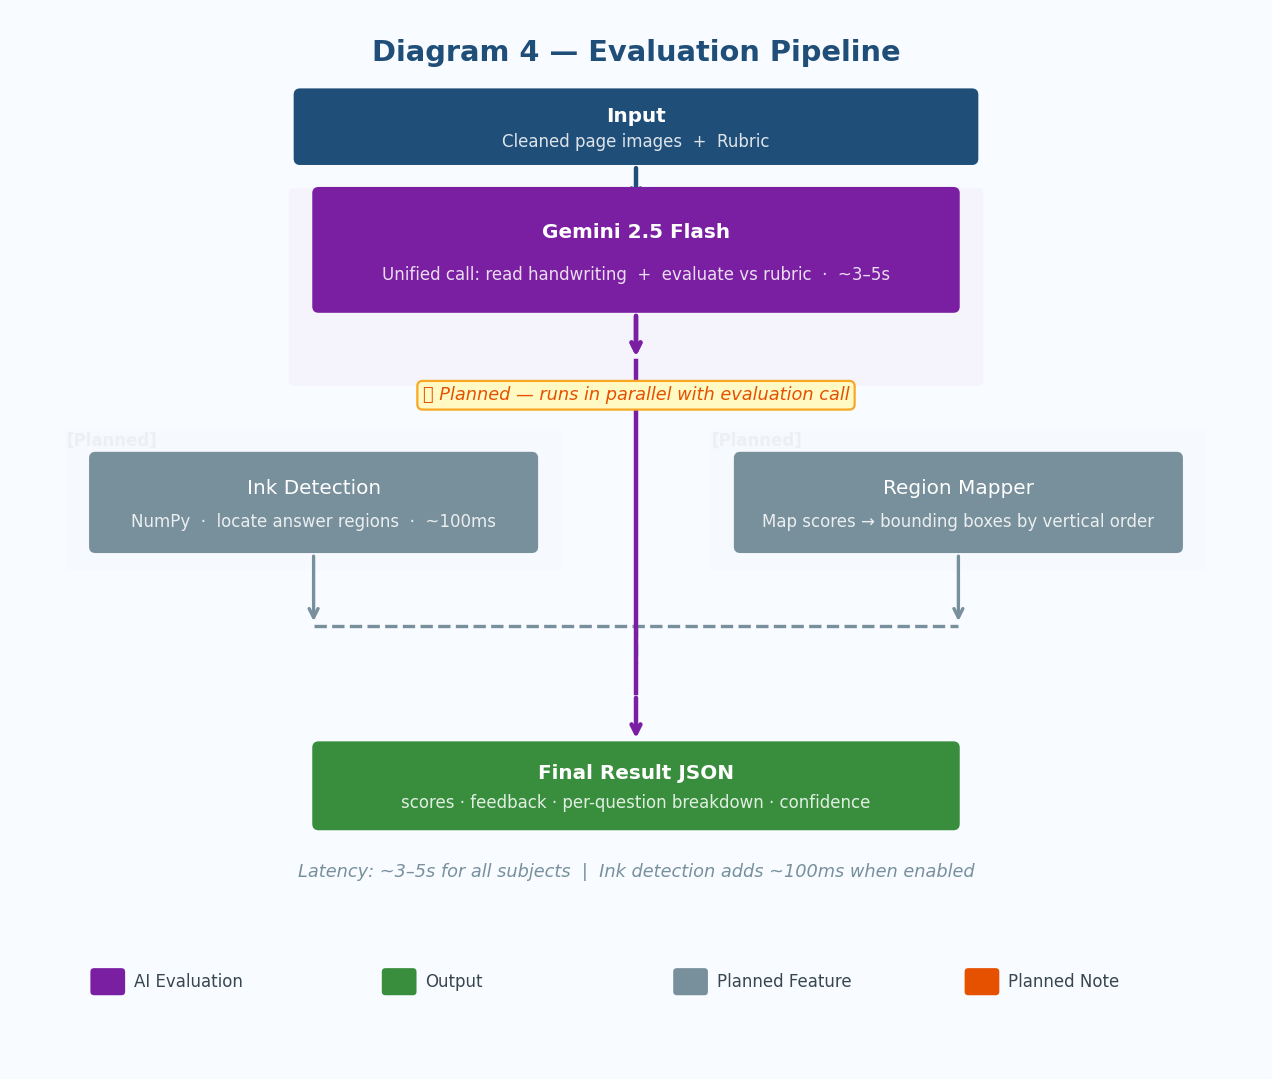 Diagram 4 — Evaluation Pipeline
Input
Cleaned page images + Rubric
Gemini 2.5 Flash
Unified call: read handwriting + evaluate vs rubric · ~3–5s
Planned — runs in parallel with evaluation call
[Planned]
[Planned]
Ink Detection
NumPy · locate answer regions · ~100ms
Region Mapper
Map scores → bounding boxes by vertical order
Final Result JSON
scores · feedback · per-question breakdown · confidence
Latency: ~3–5s for all subjects | Ink detection adds ~100ms when enabled
AI Evaluation
Output
Planned Feature
Planned Note